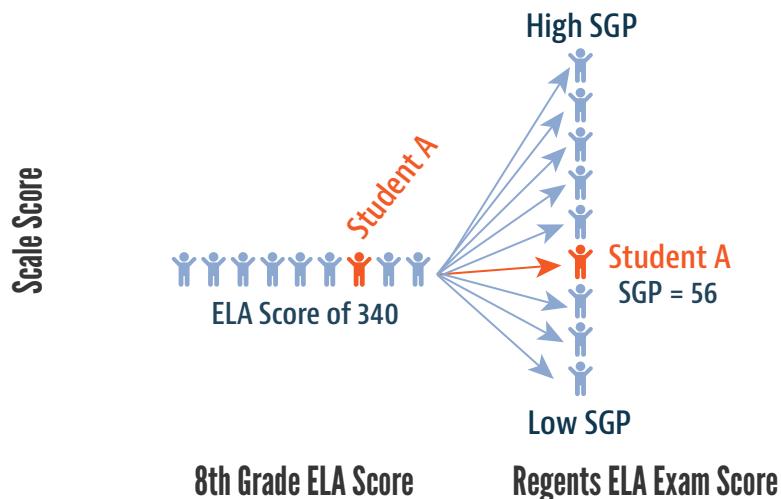 High SGP
Student A
Scale Score
Student A
SGP = 56
ELA Score of 340
Low SGP
8th Grade ELA Score
Regents ELA Exam Score